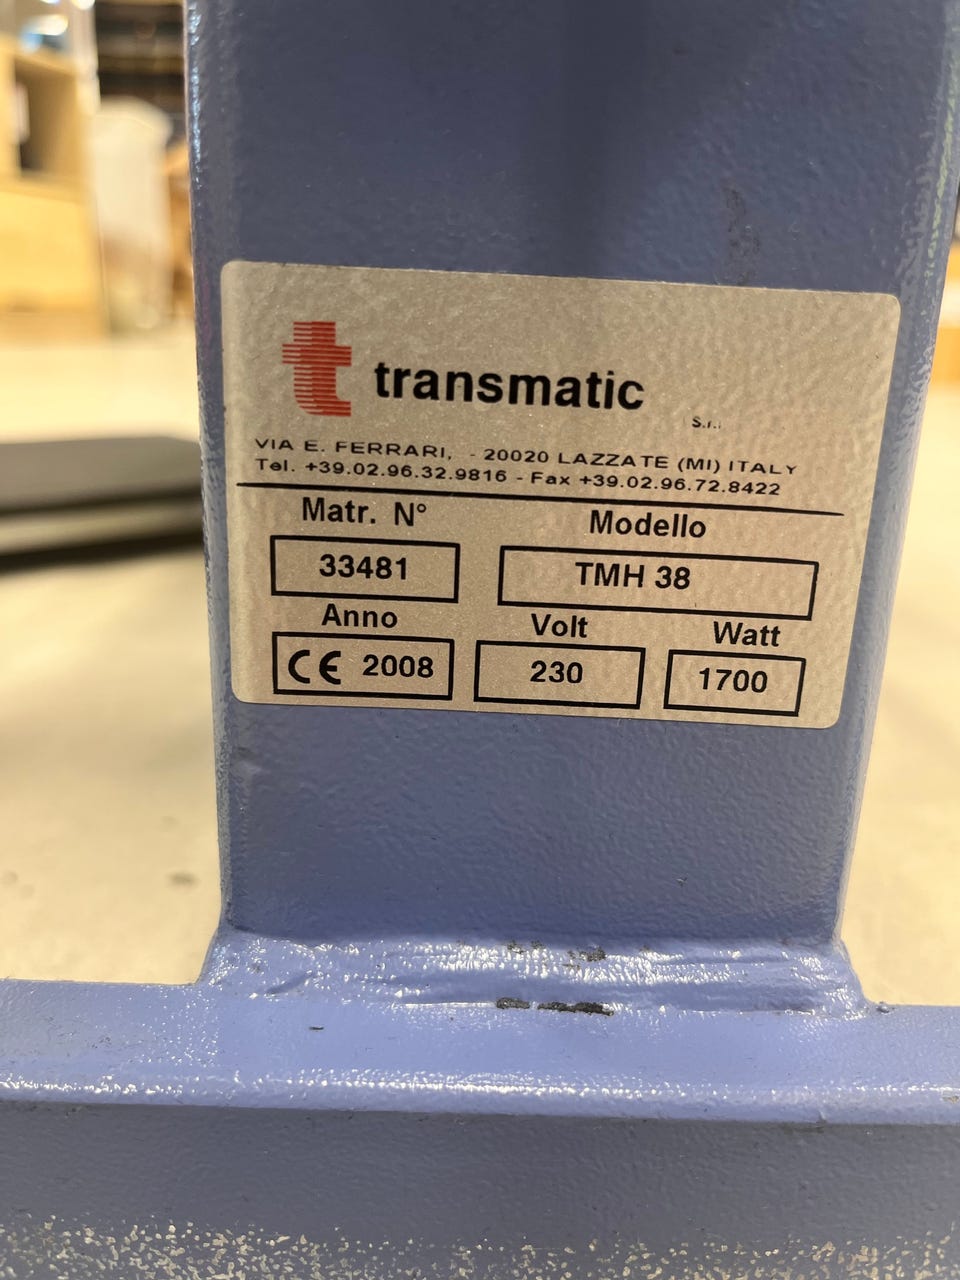 t transmatic
s.r.l.
VIA E. FERRARI, - 20020 LAZZATE (MI) ITALY
Tel. +39.02.96.32.9816 - Fax +39.02.96.72.8422
Matr. N° Modello
33481 TMH 38
Anno Volt Watt
CE 2008 230 1700